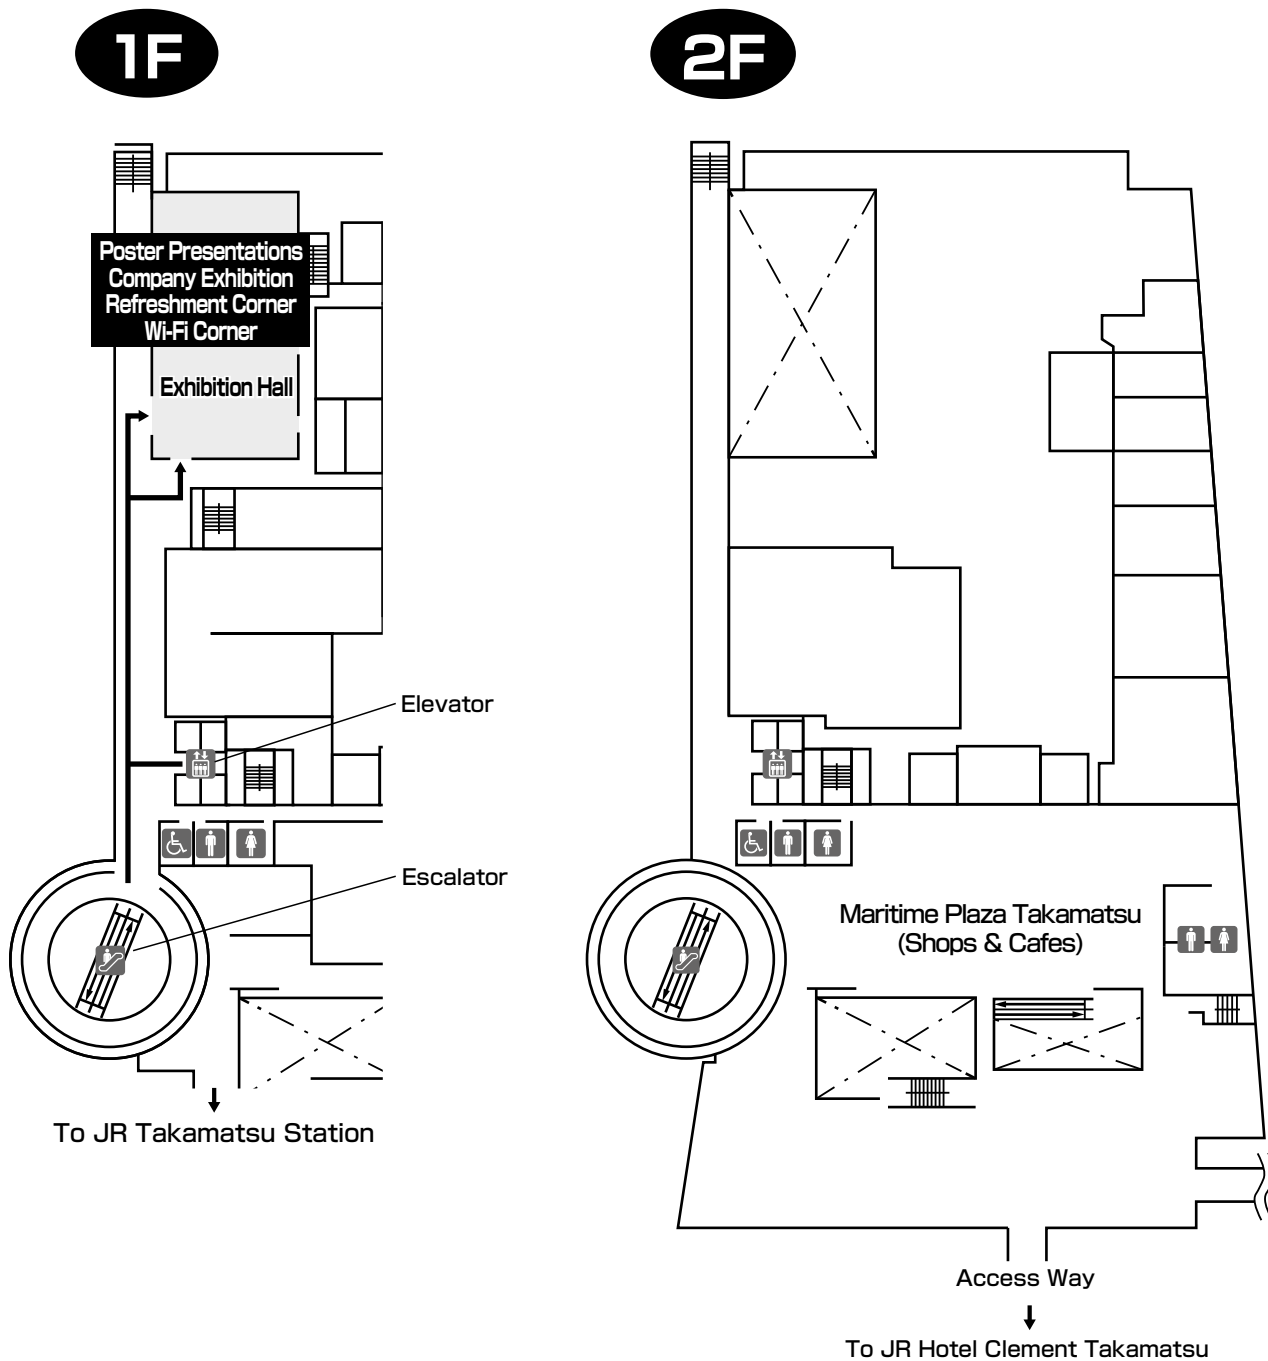 1F
Poster Presentations
Company Exhibition
Refreshment Corner
Wi-Fi Corner
Exhibition Hall
Elevator
Escalator
To JR Takamatsu Station
2F
Maritime Plaza Takamatsu
(Shops & Cafes)
Access Way
To JR Hotel Clement Takamatsu